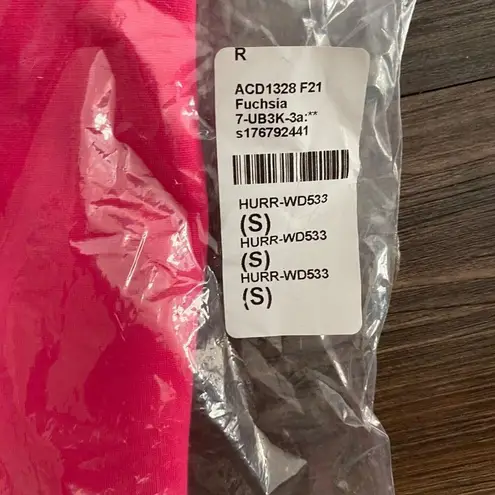 R
ACD1328 F21
Fuchsia
7-UB3K-3a:**
s176792441
HURR-WD533
(S)
HURR-WD533
(S)
HURR-WD533
(S)